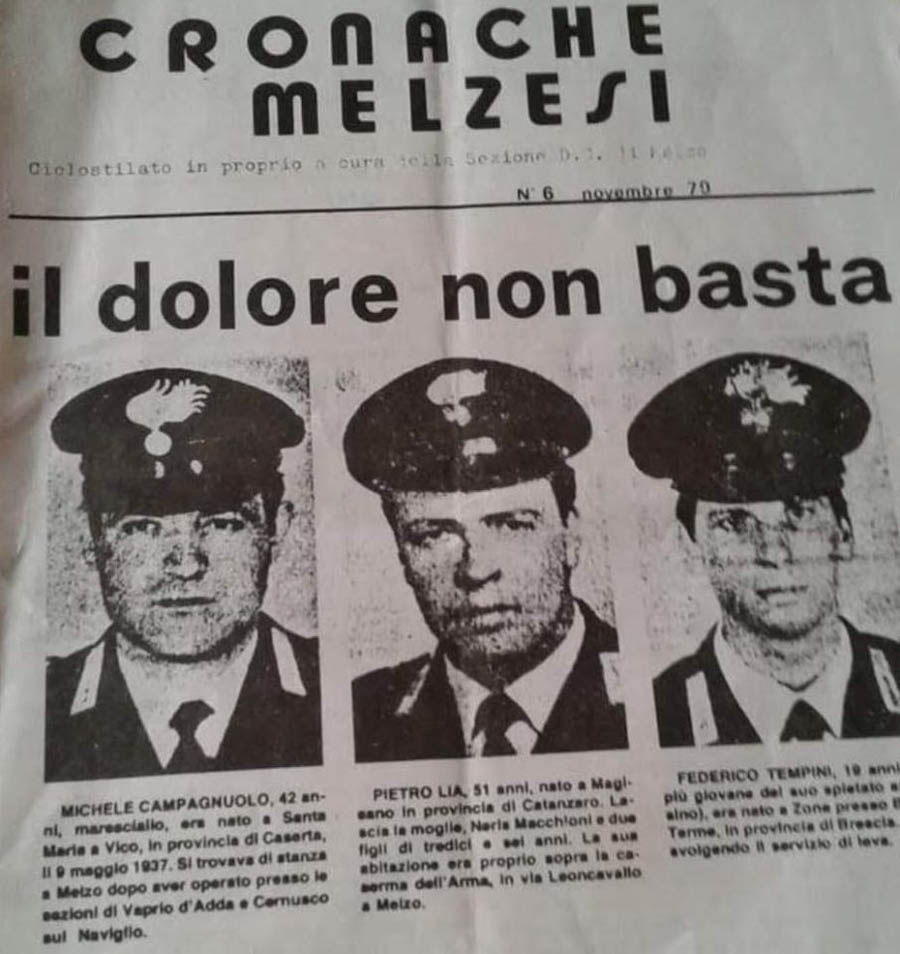 CRONACHE
MELZESI
Ciclostilato in proprio a cura della Sezione D.C. di Melzo
N° 6 novembre 79
il dolore non basta
MICHELE CAMPAGNUOLO, 42 an-
ni, maresciallo, era nato a Santa
Maria a Vico, in provincia di Caserta,
il 9 maggio 1937. Si trovava di stanza
a Melzo dopo aver operato presso le
sezioni di Vaprio d'Adda e Cernusco
sul Naviglio.
PIETRO LIA, 51 anni, nato a Magi-
sano in provincia di Catanzaro. La-
scia la moglie, Neria Macchioni e due
figli di tredici e sei anni. La sua
abitazione era proprio sopra la ca-
serma dell'Arma, in via Leoncavallo
a Melzo.
FEDERICO TEMPINI, 19 anni
più giovane del suo spietato
sino), era nato a Zone presso
Terme, in provincia di Brescia.
svolgendo il servizio di leva.